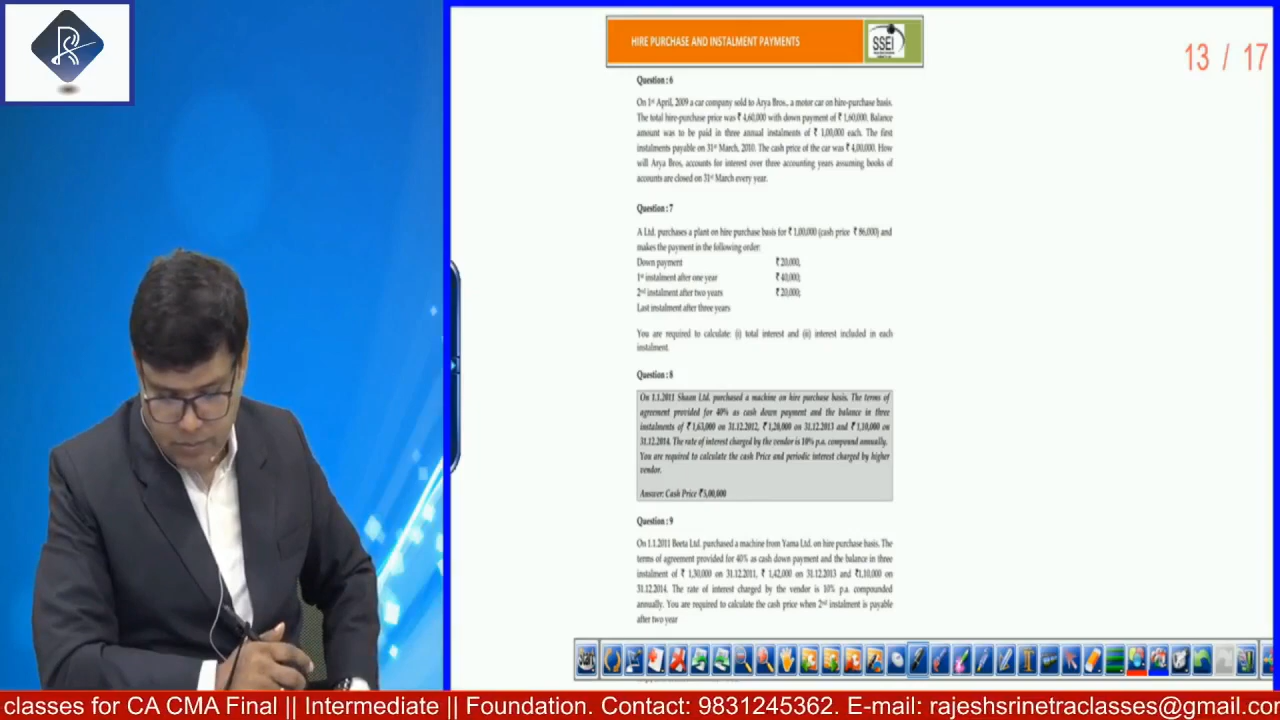 HIRE PURCHASE AND INSTALMENT PAYMENTS
SSEI
13 / 17
Question : 6
On 1st April, 2009 a car company sold to Arya Bros., a motor car on hire-purchase basis.
The total hire-purchase price was ₹ 4,60,000 with down payment of ₹ 1,60,000. Balance
amount was to be paid in three annual instalments of ₹ 1,00,000 each. The first
instalments payable on 31st March, 2010. The cash price of the car was ₹ 4,00,000. How
will Arya Bros, accounts for interest over three accounting years assuming books of
accounts are closed on 31st March every year.
Question : 7
A Ltd. purchases a plant on hire purchase basis for ₹ 1,00,000 (cash price ₹ 86,000) and
makes the payment in the following order:
Down payment ₹ 20,000,
1st instalment after one year ₹ 40,000;
2nd instalment after two years ₹ 20,000;
Last instalment after three years
You are required to calculate: (i) total interest and (ii) interest included in each
instalment.
Question : 8
On 1.1.2011 Shaan Ltd. purchased a machine on hire purchase basis. The terms of
agreement provided for 40% as cash down payment and the balance in three
instalments of ₹ 1,63,000 on 31.12.2012, ₹ 1,20,000 on 31.12.2013 and ₹ 1,10,000 on
31.12.2014. The rate of interest charged by the vendor is 10% p.a. compound annually.
You are required to calculate the cash Price and periodic interest charged by higher
vendor.
Answer: Cash Price ₹5,00,000
Question : 9
On 1.1.2011 Beeta Ltd. purchased a machine from Yama Ltd. on hire purchase basis. The
terms of agreement provided for 40% as cash down payment and the balance in three
instalment of ₹ 1,30,000 on 31.12.2011, ₹ 1,42,000 on 31.12.2013 and ₹1,10,000 on
31.12.2014. The rate of interest charged by the vendor is 10% p.a. compounded
annually. You are required to calculate the cash price when 2nd instalment is payable
after two year
classes for CA CMA Final || Intermediate || Foundation. Contact: 9831245362. E-mail: rajeshsrinetraclasses@gmail.co